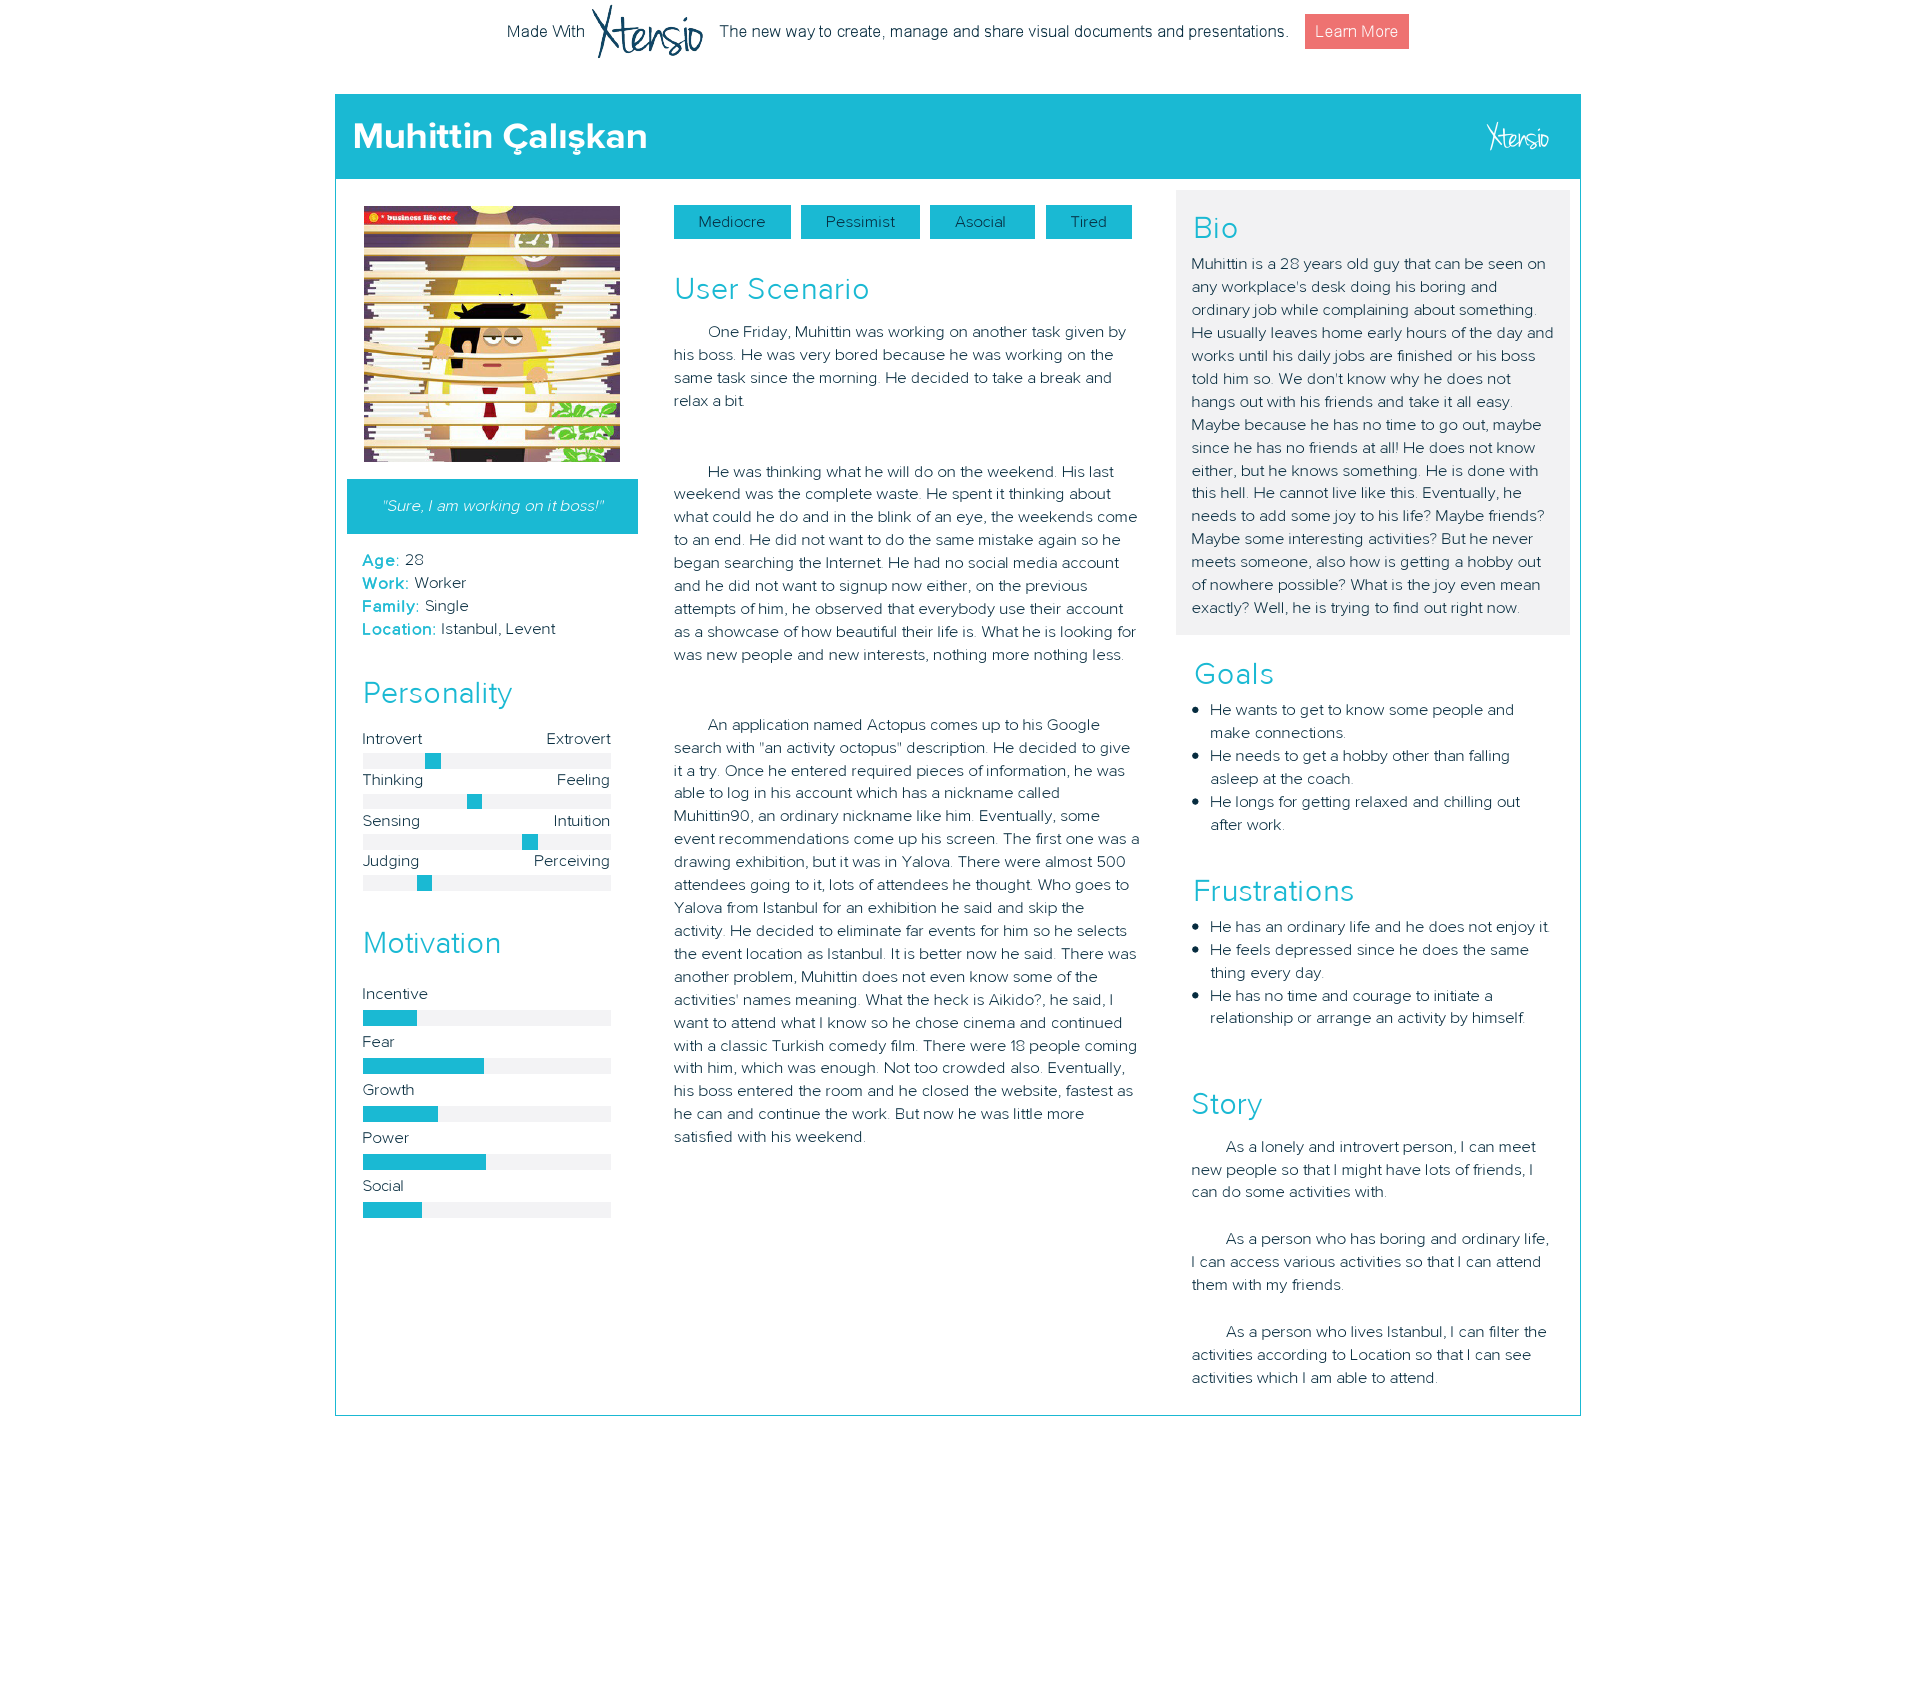 Made With Xtensio The new way to create, manage and share visual documents and presentations. Learn More
Muhittin Çalışkan
Xtensio
* business life etc
"Sure, I am working on it boss!"
Age: 28
Work: Worker
Family: Single
Location: Istanbul, Levent
Personality
Introvert Extrovert
Thinking Feeling
Sensing Intuition
Judging Perceiving
Motivation
Incentive
Fear
Growth
Power
Social
Mediocre Pessimist Asocial Tired
User Scenario
One Friday, Muhittin was working on another task given by
his boss. He was very bored because he was working on the
same task since the morning. He decided to take a break and
relax a bit.
He was thinking what he will do on the weekend. His last
weekend was the complete waste. He spent it thinking about
what could he do and in the blink of an eye, the weekends come
to an end. He did not want to do the same mistake again so he
began searching the Internet. He had no social media account
and he did not want to signup now either, on the previous
attempts of him, he observed that everybody use their account
as a showcase of how beautiful their life is. What he is looking for
was new people and new interests, nothing more nothing less.
An application named Actopus comes up to his Google
search with "an activity octopus" description. He decided to give
it a try. Once he entered required pieces of information, he was
able to log in his account which has a nickname called
Muhittin90, an ordinary nickname like him. Eventually, some
event recommendations come up his screen. The first one was a
drawing exhibition, but it was in Yalova. There were almost 500
attendees going to it, lots of attendees he thought. Who goes to
Yalova from Istanbul for an exhibition he said and skip the
activity. He decided to eliminate far events for him so he selects
the event location as Istanbul. It is better now he said. There was
another problem, Muhittin does not even know some of the
activities' names meaning. What the heck is Aikido?, he said, I
want to attend what I know so he chose cinema and continued
with a classic Turkish comedy film. There were 18 people coming
with him, which was enough. Not too crowded also. Eventually,
his boss entered the room and he closed the website, fastest as
he can and continue the work. But now he was little more
satisfied with his weekend.
Bio
Muhittin is a 28 years old guy that can be seen on
any workplace's desk doing his boring and
ordinary job while complaining about something.
He usually leaves home early hours of the day and
works until his daily jobs are finished or his boss
told him so. We don't know why he does not
hangs out with his friends and take it all easy.
Maybe because he has no time to go out, maybe
since he has no friends at all! He does not know
either, but he knows something. He is done with
this hell. He cannot live like this. Eventually, he
needs to add some joy to his life? Maybe friends?
Maybe some interesting activities? But he never
meets someone, also how is getting a hobby out
of nowhere possible? What is the joy even mean
exactly? Well, he is trying to find out right now.
Goals
• He wants to get to know some people and
make connections.
• He needs to get a hobby other than falling
asleep at the coach.
• He longs for getting relaxed and chilling out
after work.
Frustrations
• He has an ordinary life and he does not enjoy it.
• He feels depressed since he does the same
thing every day.
• He has no time and courage to initiate a
relationship or arrange an activity by himself.
Story
As a lonely and introvert person, I can meet
new people so that I might have lots of friends, I
can do some activities with.
As a person who has boring and ordinary life,
I can access various activities so that I can attend
them with my friends.
As a person who lives Istanbul, I can filter the
activities according to Location so that I can see
activities which I am able to attend.